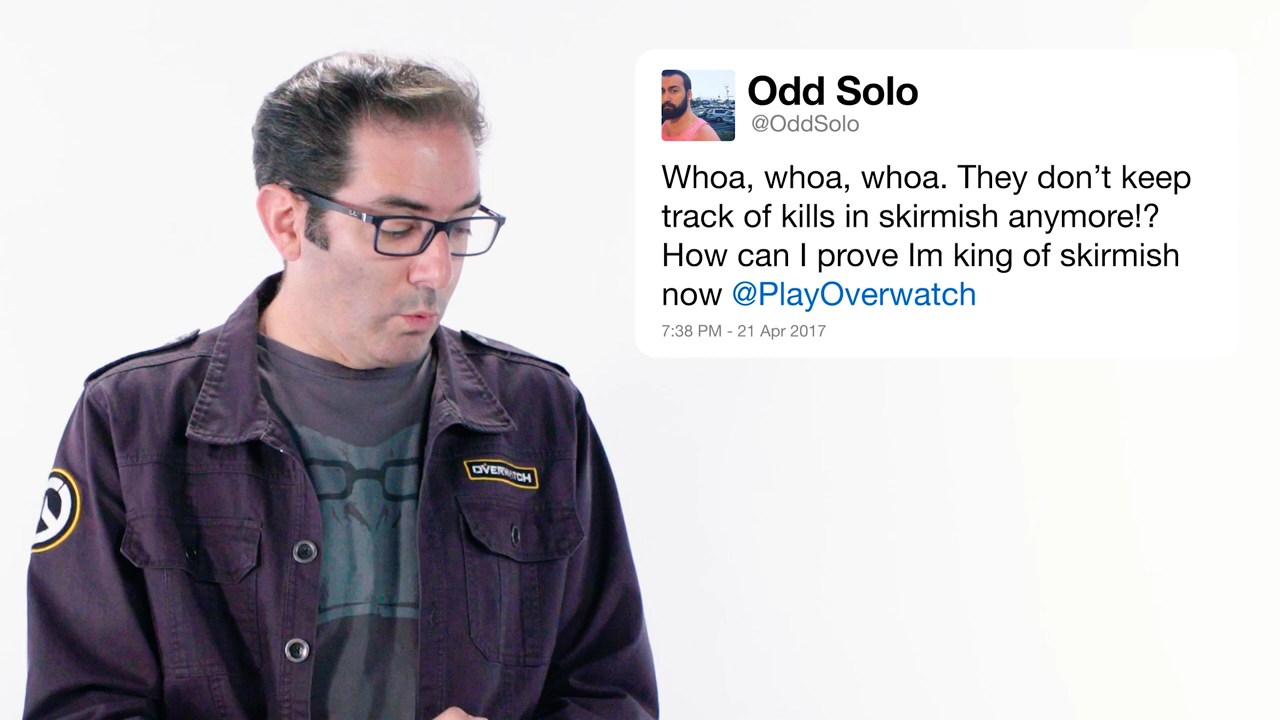 Odd Solo
@OddSolo
Whoa, whoa, whoa. They don’t keep
track of kills in skirmish anymore!?
How can I prove Im king of skirmish
now @PlayOverwatch
7:38 PM - 21 Apr 2017
OVERWATCH